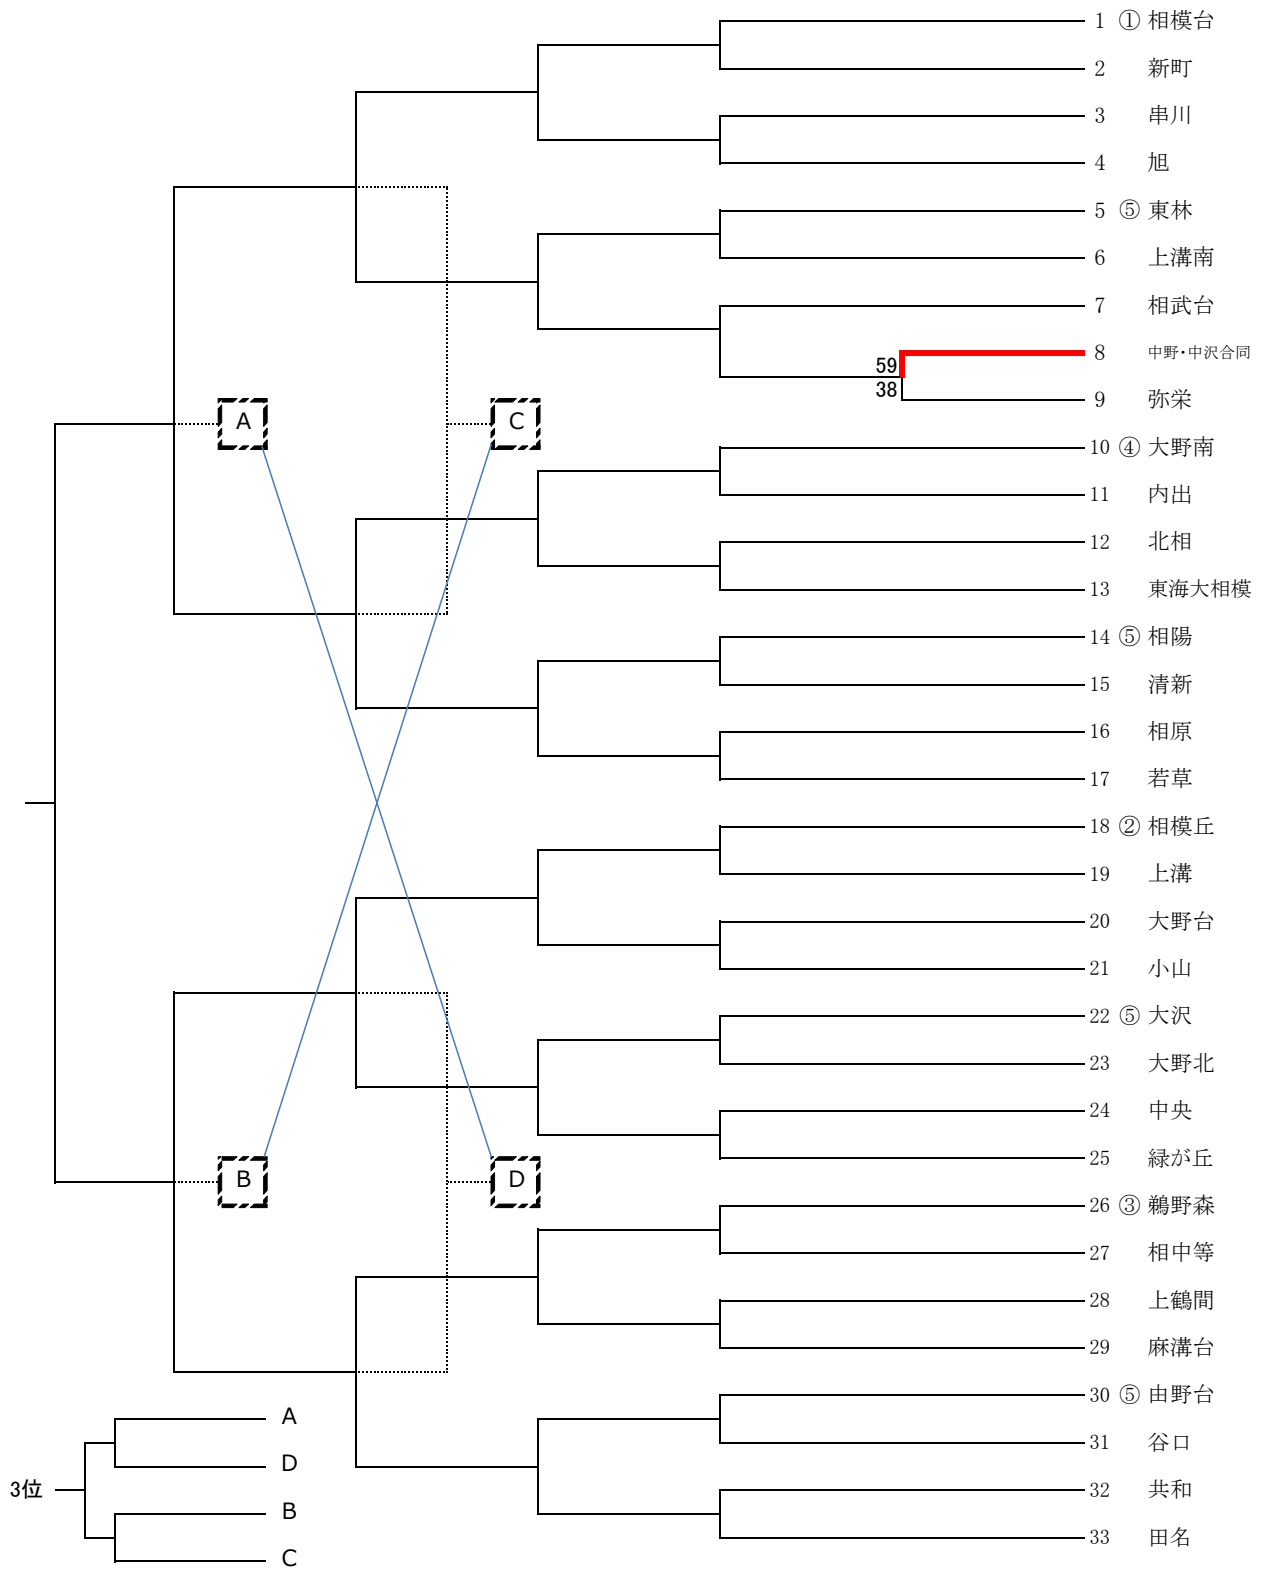 1 ① 相模台
2 新町
3 串川
4 旭
5 ⑤ 東林
6 上溝南
7 相武台
8 中野・中沢合同
59
38
9 弥栄
A
C
10 ④ 大野南
11 内出
12 北相
13 東海大相模
14 ⑤ 相陽
15 清新
16 相原
17 若草
18 ② 相模丘
19 上溝
20 大野台
21 小山
22 ⑤ 大沢
23 大野北
24 中央
25 緑が丘
B
D
26 ③ 鵜野森
27 相中等
28 上鶴間
29 麻溝台
30 ⑤ 由野台
31 谷口
32 共和
33 田名
A
D
3位
B
C